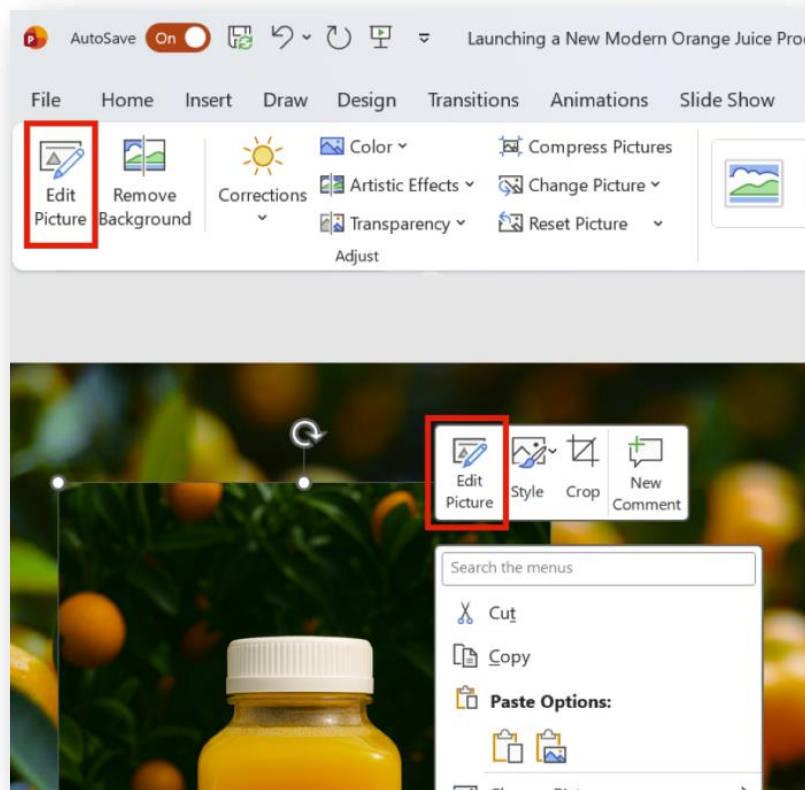 AutoSave On Launching a New Modern Orange Juice
File Home Insert Draw Design Transitions Animations Slide Show
Edit Picture
Remove Background
Corrections
Color
Artistic Effects
Transparency
Compress Pictures
Change Picture
Reset Picture
Adjust
Edit Picture
Style
Crop
New Comment
Search the menus
Cut
Copy
Paste Options: